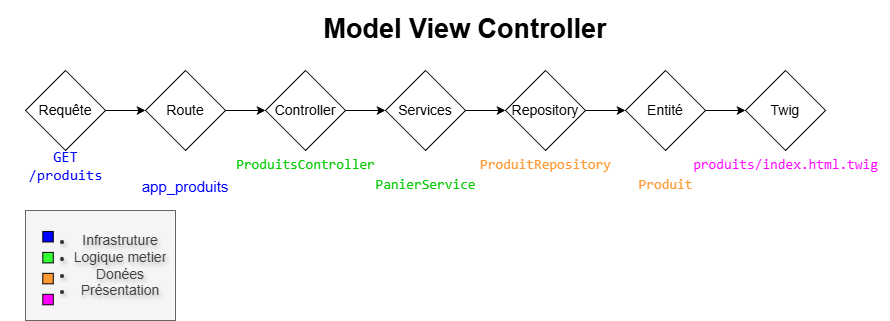 Model View Controller
Requête
Route
Controller
Services
Repository
Entité
Twig
GET
/produits
app_produits
ProduitsController
PanierService
ProduitRepository
Produit
produits/index.html.twig
Infrastruture
Logique metier
Donées
Présentation